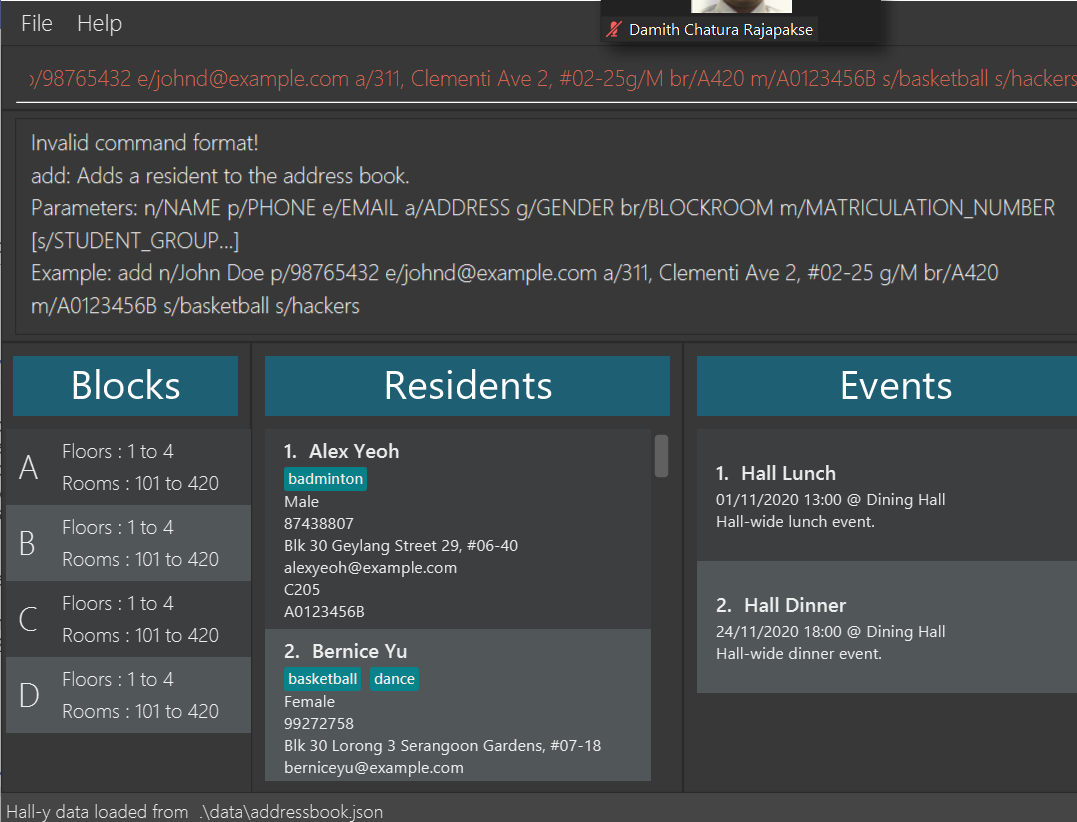 File Help
Damith Chatura Rajapakse
p/98765432 e/johnd@example.com a/311, Clementi Ave 2, #02-25g/M br/A420 m/A0123456B s/basketball s/hackers
Invalid command format!
add: Adds a resident to the address book.
Parameters: n/NAME p/PHONE e/EMAIL a/ADDRESS g/GENDER br/BLOCKROOM m/MATRICULATION_NUMBER
[s/STUDENT_GROUP...]
Example: add n/John Doe p/98765432 e/johnd@example.com a/311, Clementi Ave 2, #02-25 g/M br/A420
m/A0123456B s/basketball s/hackers
Blocks
A
Floors : 1 to 4
Rooms : 101 to 420
B
Floors : 1 to 4
Rooms : 101 to 420
C
Floors : 1 to 4
Rooms : 101 to 420
D
Floors : 1 to 4
Rooms : 101 to 420
Residents
1. Alex Yeoh
badminton
Male
87438807
Blk 30 Geylang Street 29, #06-40
alexyeoh@example.com
C205
A0123456B
2. Bernice Yu
basketball dance
Female
99272758
Blk 30 Lorong 3 Serangoon Gardens, #07-18
berniceyu@example.com
Events
1. Hall Lunch
01/11/2020 13:00 @ Dining Hall
Hall-wide lunch event.
2. Hall Dinner
24/11/2020 18:00 @ Dining Hall
Hall-wide dinner event.
Hall-y data loaded from .\data\addressbook.json